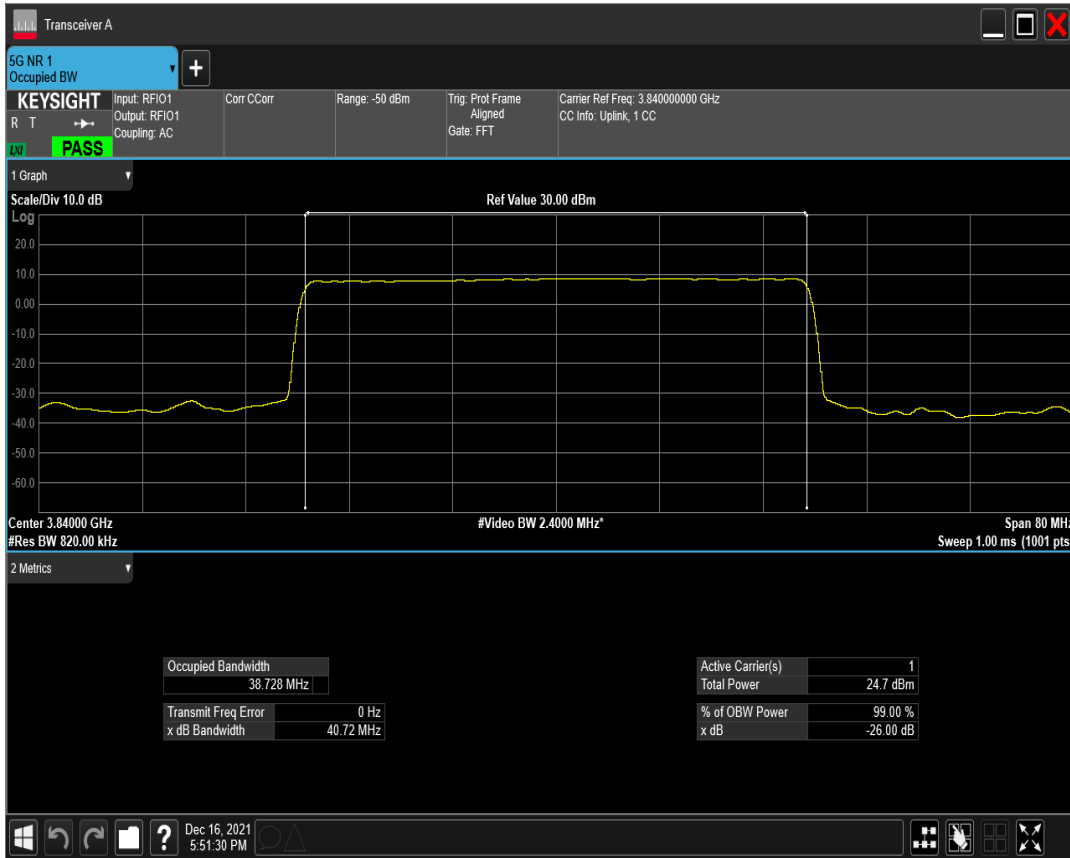 Transceiver A
5G NR 1
Occupied BW
KEYSIGHT
R T
LXI
PASS
Input: RFIO1
Output: RFIO1
Coupling: AC
Corr CCorr
Range: -50 dBm
Trig: Prot Frame
Aligned
Gate: FFT
Carrier Ref Freq: 3.840000000 GHz
CC Info: Uplink, 1 CC
1 Graph
Scale/Div 10.0 dB
Ref Value 30.00 dBm
Log
20.0
10.0
0.00
-10.0
-20.0
-30.0
-40.0
-50.0
-60.0
Center 3.84000 GHz
#Video BW 2.4000 MHz*
Span 80 MHz
#Res BW 820.00 kHz
Sweep 1.00 ms (1001 pts
2 Metrics
Occupied Bandwidth
38.728 MHz
Transmit Freq Error 0 Hz
x dB Bandwidth 40.72 MHz
Active Carrier(s) 1
Total Power 24.7 dBm
% of OBW Power 99.00 %
x dB -26.00 dB
?
Dec 16, 2021
5:51:30 PM